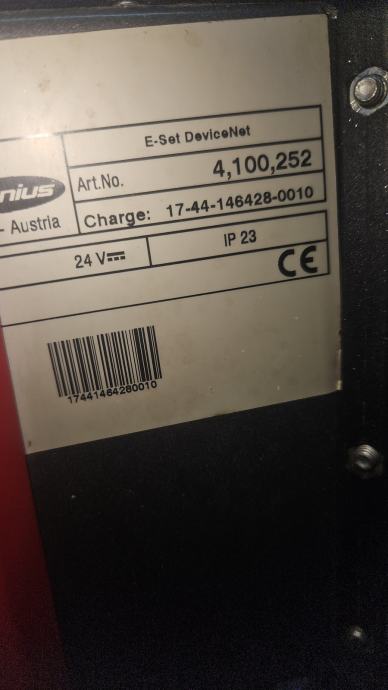 E-Set DeviceNet
nius
Art.No. 4,100,252
- Austria
Charge: 17-44-146428-0010
24 V
IP 23
CE
17441464280010